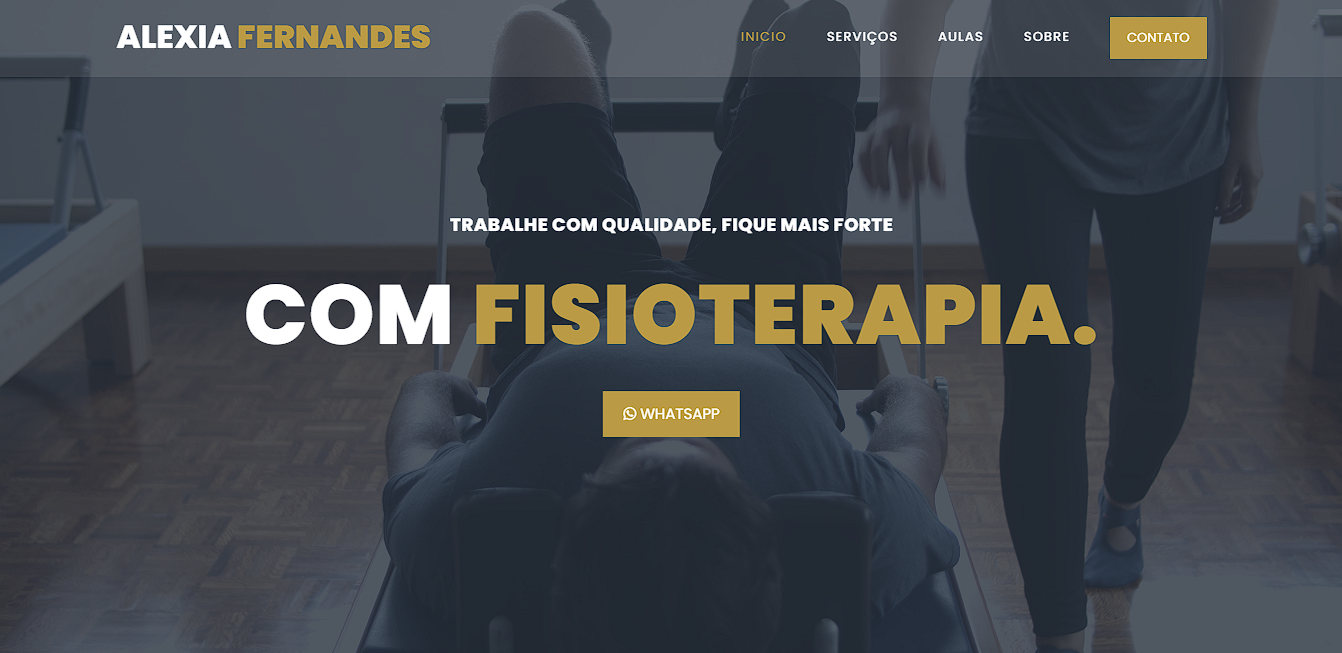 ALEXIA FERNANDES
INICIO
SERVIÇOS
AULAS
SOBRE
CONTATO
TRABALHE COM QUALIDADE, FIQUE MAIS FORTE
COM FISIOTERAPIA.
WHATSAPP